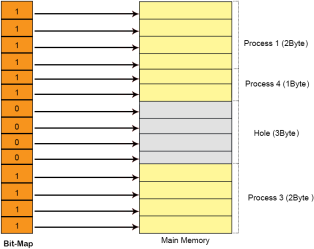 1
1
1
1
Process 1 (2Byte)
1
1
Process 4 (1Byte)
0
0
0
0
Hole (3Byte)
1
1
1
1
Process 3 (2Byte )
Bit-Map
Main Memory